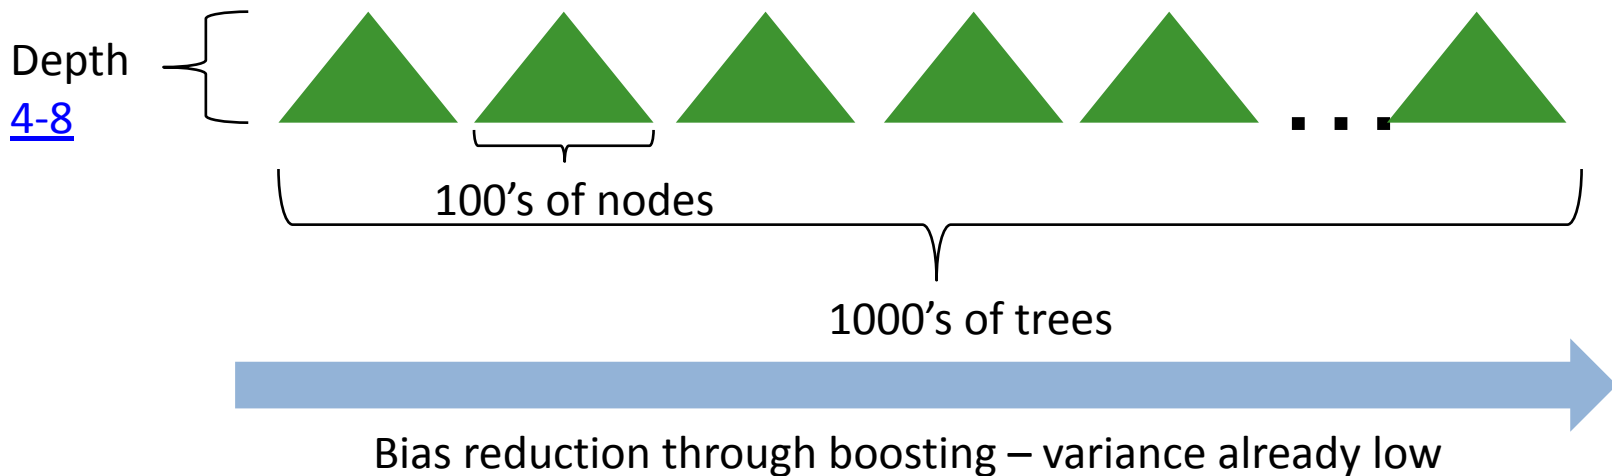 Depth
4-8
100’s of nodes
1000’s of trees
Bias reduction through boosting – variance already low